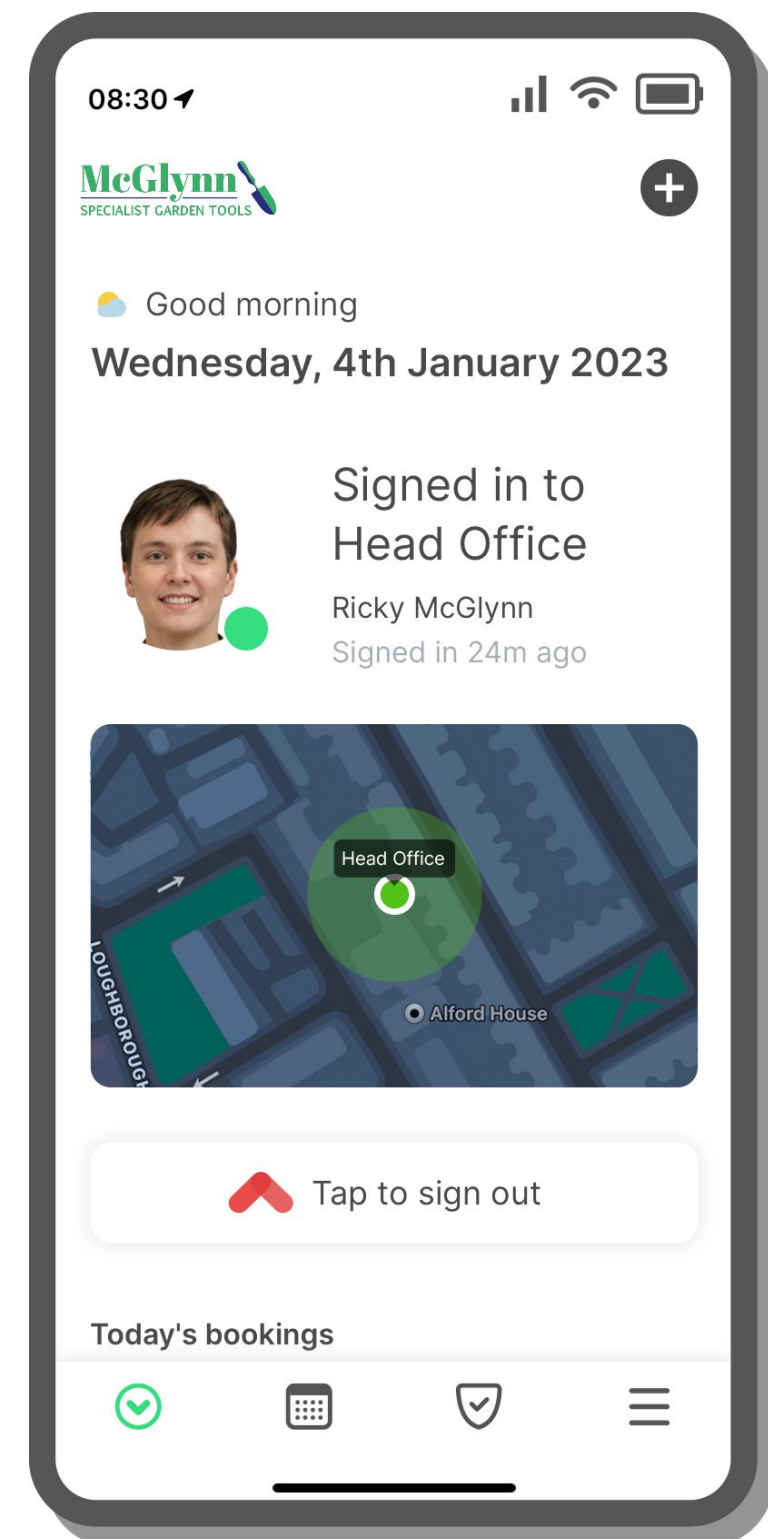 08:30
McGlynn
SPECIALIST GARDEN TOOLS
Good morning
Wednesday, 4th January 2023
Signed in to
Head Office
Ricky McGlynn
Signed in 24m ago
Head Office
LOUGHBOROUGH
Alford House
Tap to sign out
Today's bookings